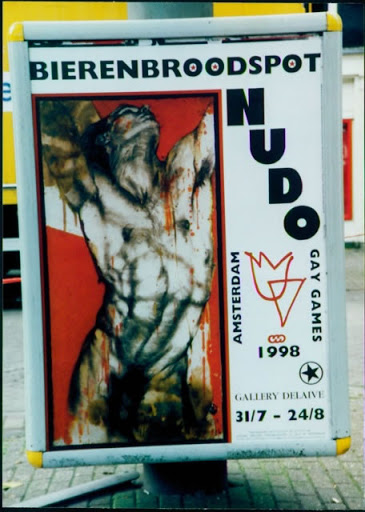 BIERENBROODSPOT
NUDO
AMSTERDAM
GAY GAMES
1998
GALLERY DELAIVE
31/7 – 24/8